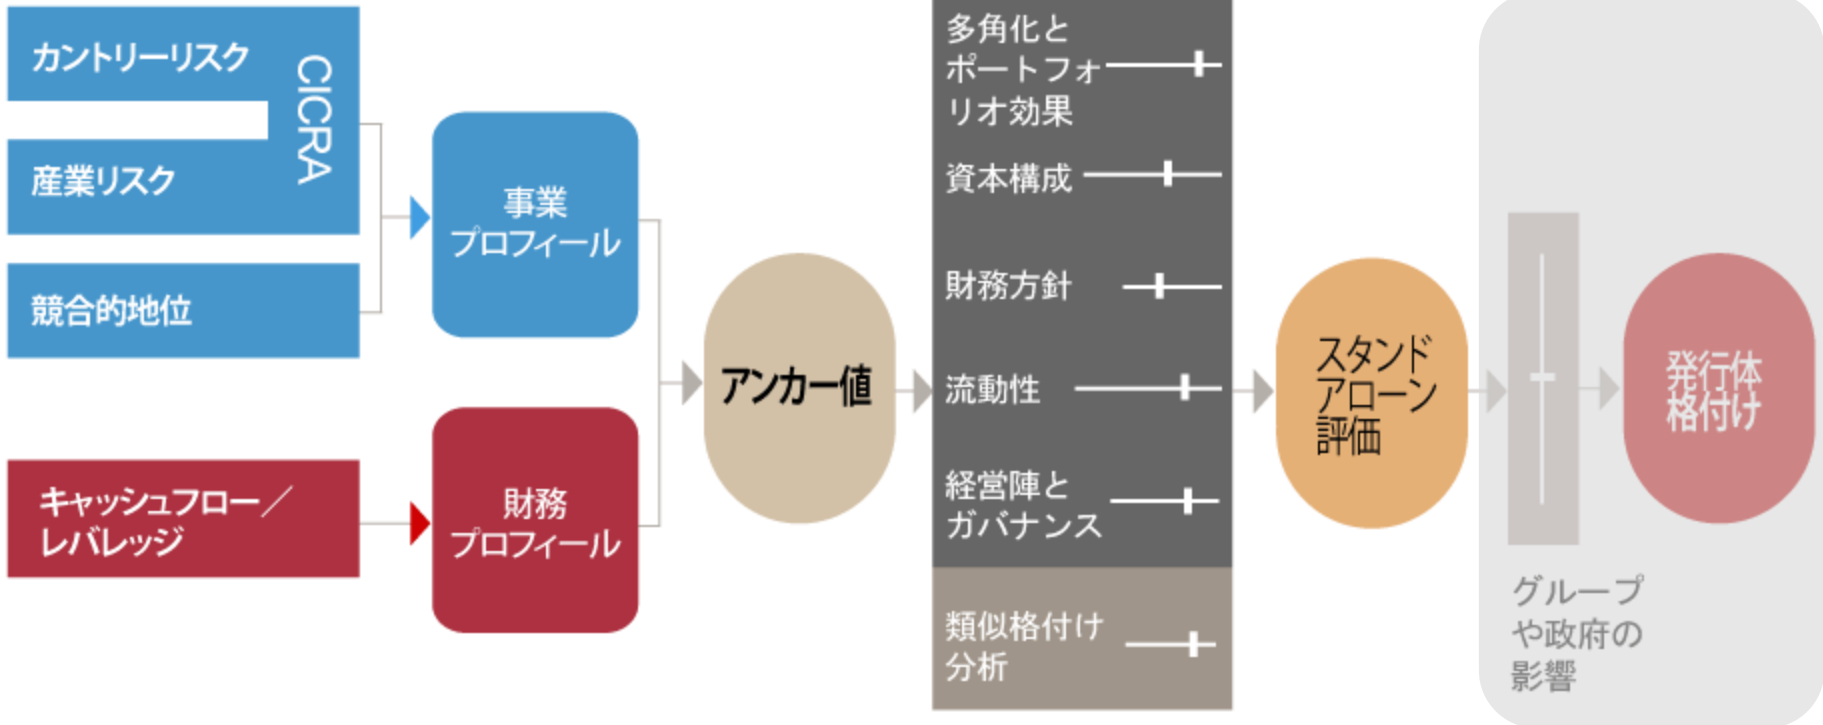 カントリーリスク
CICRA
産業リスク
競合的地位
キャッシュフロー／
レバレッジ
事業
プロフィール
財務
プロフィール
アンカー値
多角化と
ポートフォ
リオ効果
資本構成
財務方針
流動性
経営陣と
ガバナンス
類似格付け
分析
スタンド
アローン
評価
グループ
や政府の
影響
発行体
格付け